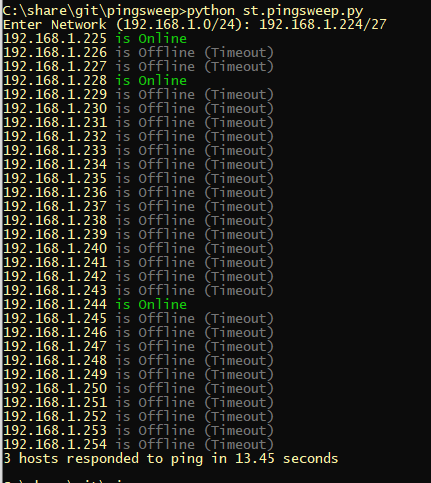 C:\share\git\pingsweep>python st.pingsweep.py
Enter Network (192.168.1.0/24): 192.168.1.224/27
192.168.1.225 is Online
192.168.1.226 is Offline (Timeout)
192.168.1.227 is Offline (Timeout)
192.168.1.228 is Online
192.168.1.229 is Offline (Timeout)
192.168.1.230 is Offline (Timeout)
192.168.1.231 is Offline (Timeout)
192.168.1.232 is Offline (Timeout)
192.168.1.233 is Offline (Timeout)
192.168.1.234 is Offline (Timeout)
192.168.1.235 is Offline (Timeout)
192.168.1.236 is Offline (Timeout)
192.168.1.237 is Offline (Timeout)
192.168.1.238 is Offline (Timeout)
192.168.1.239 is Offline (Timeout)
192.168.1.240 is Offline (Timeout)
192.168.1.241 is Offline (Timeout)
192.168.1.242 is Offline (Timeout)
192.168.1.243 is Offline (Timeout)
192.168.1.244 is Online
192.168.1.245 is Offline (Timeout)
192.168.1.246 is Offline (Timeout)
192.168.1.247 is Offline (Timeout)
192.168.1.248 is Offline (Timeout)
192.168.1.249 is Offline (Timeout)
192.168.1.250 is Offline (Timeout)
192.168.1.251 is Offline (Timeout)
192.168.1.252 is Offline (Timeout)
192.168.1.253 is Offline (Timeout)
192.168.1.254 is Offline (Timeout)
3 hosts responded to ping in 13.45 seconds